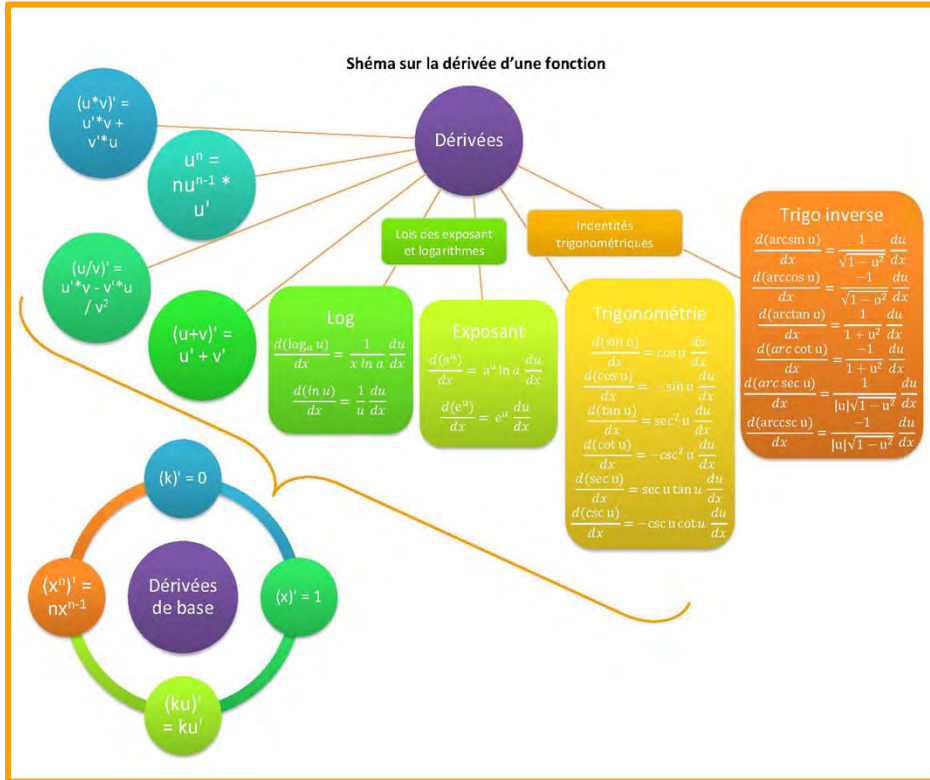 Shéma sur la dérivée d'une fonction
Dérivées
(u*v)' =
u'*v +
v'*u
uⁿ =
nuⁿ⁻¹ *
u'
(u/v)' =
u'*v - v'*u
/ v²
(u+v)' =
u' + v'
Lois des exposant
et logarithmes
Indentités
trigonométriques
Log
d(logₐ u)/dx = 1/(x ln a) du/dx
d(ln u)/dx = 1/u du/dx
Exposant
d(aᵘ)/dx = aᵘ ln a du/dx
d(eᵘ)/dx = eᵘ du/dx
Trigonométrie
d(sin u)/dx = cos u du/dx
d(cos u)/dx = −sin u du/dx
d(tan u)/dx = sec² u du/dx
d(cot u)/dx = −csc² u du/dx
d(sec u)/dx = sec u tan u du/dx
d(csc u)/dx = −csc u cot u du/dx
Trigo inverse
d(arcsin u)/dx = 1/√(1 − u²) du/dx
d(arccos u)/dx = −1/√(1 − u²) du/dx
d(arctan u)/dx = 1/(1 + u²) du/dx
d(arc cot u)/dx = −1/(1 + u²) du/dx
d(arc sec u)/dx = 1/(|u|√(1 − u²)) du/dx
d(arccsc u)/dx = −1/(|u|√(1 − u²)) du/dx
(k)' = 0
(xⁿ)' =
nxⁿ⁻¹
Dérivées
de base
(x)' = 1
(ku)'
= ku'